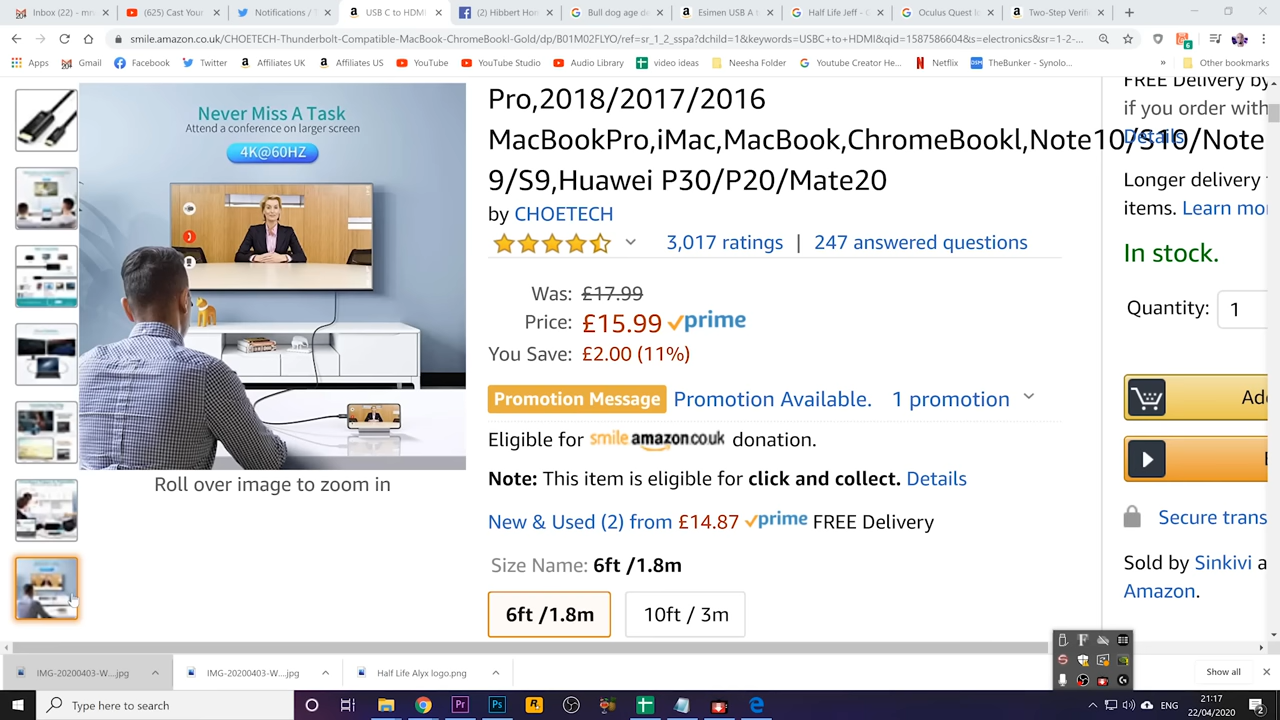 Inbox (22) - mn
(625) Cast Your
Notifications /
USB C to HDMI
(2) Hibbert Hon
Bull dog age de
Esimen USB A t
Half Life Jeff - G
Oculus Quest le
Two-Step Verifi
smile.amazon.co.uk/CHOETECH-Thunderbolt-Compatible-MacBook-ChromeBookl-Gold/dp/B01M02FLYO/ref=sr_1_2_sspa?dchild=1&keywords=USBC+to+HDMI&qid=1587586604&s=electronics&sr=1-2-...
6
Apps
Gmail
Facebook
Twitter
Affiliates UK
Affiliates US
YouTube
YouTube Studio
Audio Library
video ideas
Neesha Folder
Youtube Creator He...
Netflix
TheBunker - Synolo...
»
Other bookmarks
Never Miss A Task
Attend a conference on larger screen
4K@60HZ
Roll over image to zoom in
Pro,2018/2017/2016
MacBookPro,iMac,MacBook,ChromeBookl,Note10/S10/Note
9/S9,Huawei P30/P20/Mate20
by CHOETECH
3,017 ratings | 247 answered questions
Was: £17.99
Price: £15.99 prime
You Save: £2.00 (11%)
Promotion Message Promotion Available. 1 promotion
Eligible for smile.amazon.co.uk donation.
Note: This item is eligible for click and collect. Details
New & Used (2) from £14.87 prime FREE Delivery
Size Name: 6ft /1.8m
6ft /1.8m
10ft / 3m
FREE Delivery by
if you order with
Details
Longer delivery
items. Learn mo
In stock.
Quantity: 1
Ad
Secure trans
Sold by Sinkivi a
Amazon.
IMG-20200403-W....jpg
IMG-20200403-W....jpg
Half Life Alyx logo.png
Show all
Type here to search
ENG
21:17
22/04/2020
2